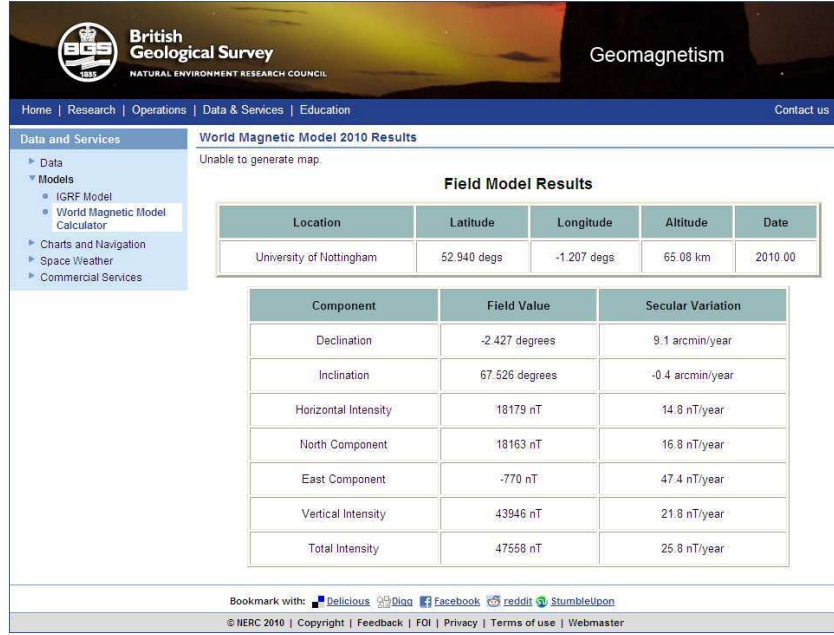 British
Geological Survey
NATURAL ENVIRONMENT RESEARCH COUNCIL
BGS
1835
Geomagnetism
Home | Research | Operations | Data & Services | Education
Contact us
Data and Services
Data
Models
IGRF Model
World Magnetic Model
Calculator
Charts and Navigation
Space Weather
Commercial Services
World Magnetic Model 2010 Results
Unable to generate map.
Field Model Results
Location Latitude Longitude Altitude Date
University of Nottingham 52.940 degs -1.207 degs 65.08 km 2010.00
Component Field Value Secular Variation
Declination -2.427 degrees 9.1 arcmin/year
Inclination 67.526 degrees -0.4 arcmin/year
Horizontal Intensity 18179 nT 14.8 nT/year
North Component 18163 nT 16.8 nT/year
East Component -770 nT 47.4 nT/year
Vertical Intensity 43946 nT 21.8 nT/year
Total Intensity 47558 nT 25.8 nT/year
Bookmark with: Delicious Digg Facebook reddit StumbleUpon
© NERC 2010 | Copyright | Feedback | FOI | Privacy | Terms of use | Webmaster